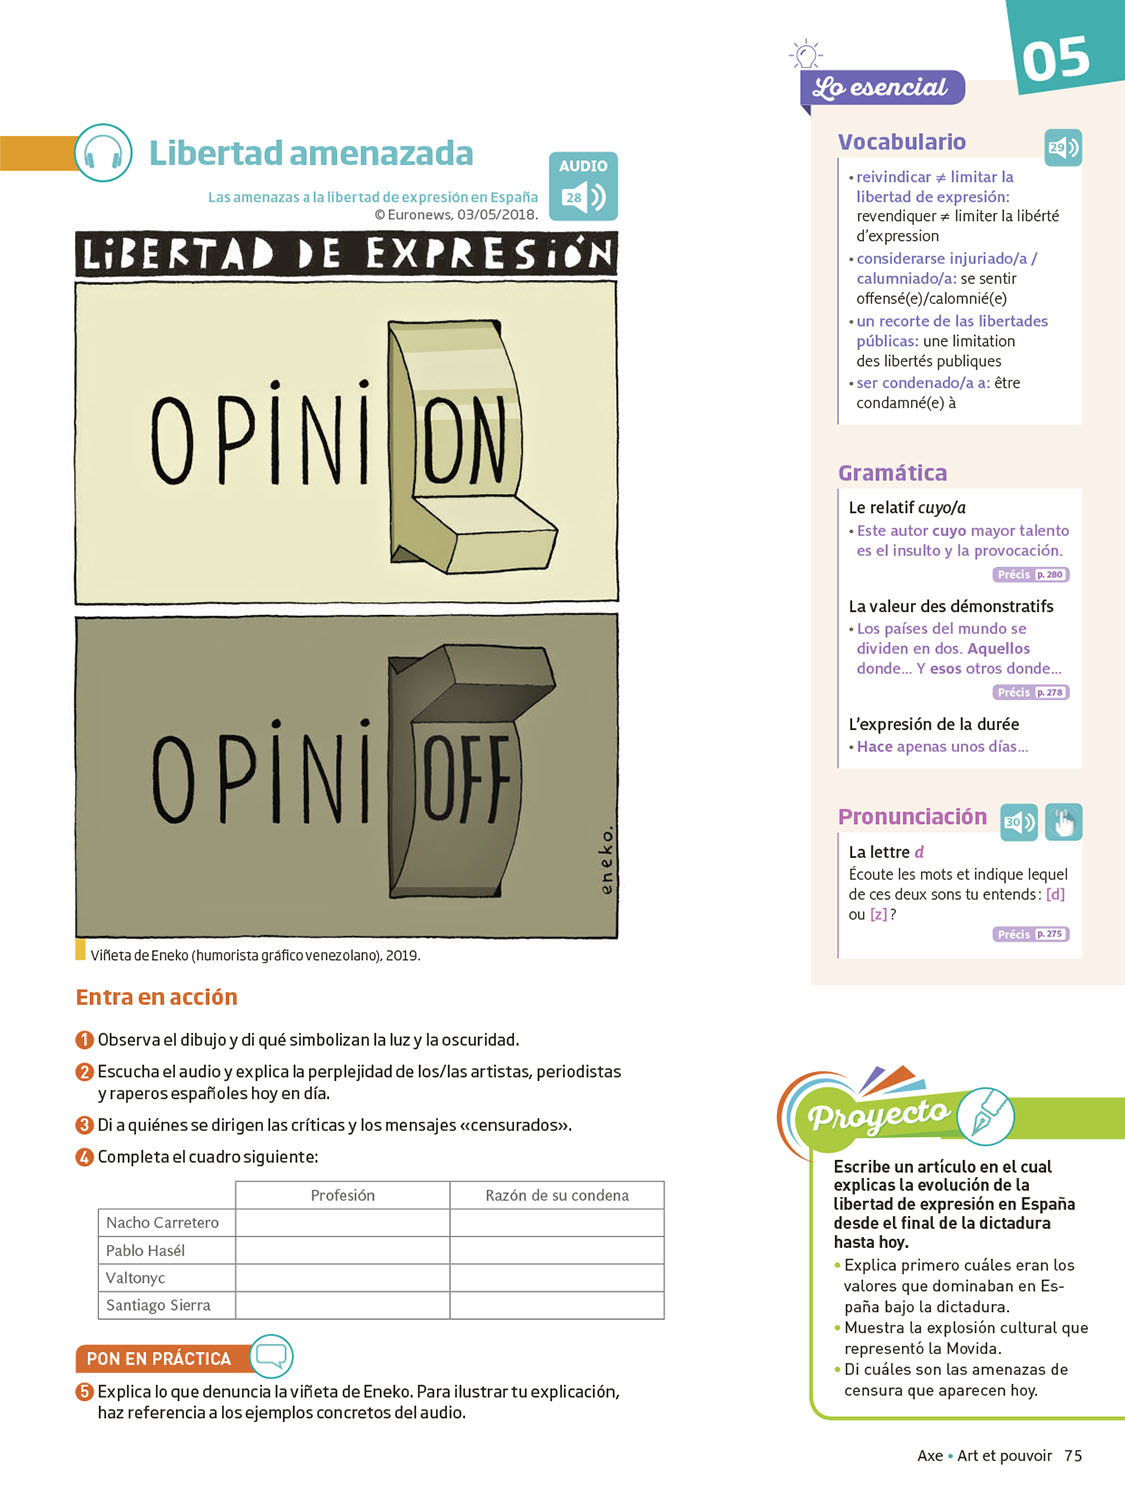 05
Libertad amenazada
Las amenazas a la libertad de expresión en España
© Euronews, 03/05/2018.
AUDIO
28
LiBERTAD DE EXPRESiÓN
OPiNi ON
OPiNi OFF
eneko.
Viñeta de Eneko (humorista gráfico venezolano), 2019.
Entra en acción
1 Observa el dibujo y di qué simbolizan la luz y la oscuridad.
2 Escucha el audio y explica la perplejidad de los/las artistas, periodistas
y raperos españoles hoy en día.
3 Di a quiénes se dirigen las críticas y los mensajes «censurados».
4 Completa el cuadro siguiente:
Profesión Razón de su condena
Nacho Carretero
Pablo Hasél
Valtonyc
Santiago Sierra
PON EN PRÁCTICA
5 Explica lo que denuncia la viñeta de Eneko. Para ilustrar tu explicación,
haz referencia a los ejemplos concretos del audio.
Lo esencial
Vocabulario
29
• reivindicar ≠ limitar la
libertad de expresión:
revendiquer ≠ limiter la libérté
d'expression
• considerarse injuriado/a /
calumniado/a: se sentir
offensé(e)/calomnié(e)
• un recorte de las libertades
públicas: une limitation
des libertés publiques
• ser condenado/a a: être
condamné(e) à
Gramática
Le relatif cuyo/a
• Este autor cuyo mayor talento
es el insulto y la provocación.
Précis p. 280
La valeur des démonstratifs
• Los países del mundo se
dividen en dos. Aquellos
donde... Y esos otros donde...
Précis p. 278
L'expresión de la durée
• Hace apenas unos días...
Pronunciación
30
La lettre d
Écoute les mots et indique lequel
de ces deux sons tu entends : [d]
ou [z] ?
Précis p. 275
Proyecto
Escribe un artículo en el cual
explicas la evolución de la
libertad de expresión en España
desde el final de la dictadura
hasta hoy.
• Explica primero cuáles eran los
valores que dominaban en Es-
paña bajo la dictadura.
• Muestra la explosión cultural que
representó la Movida.
• Di cuáles son las amenazas de
censura que aparecen hoy.
Axe • Art et pouvoir 75